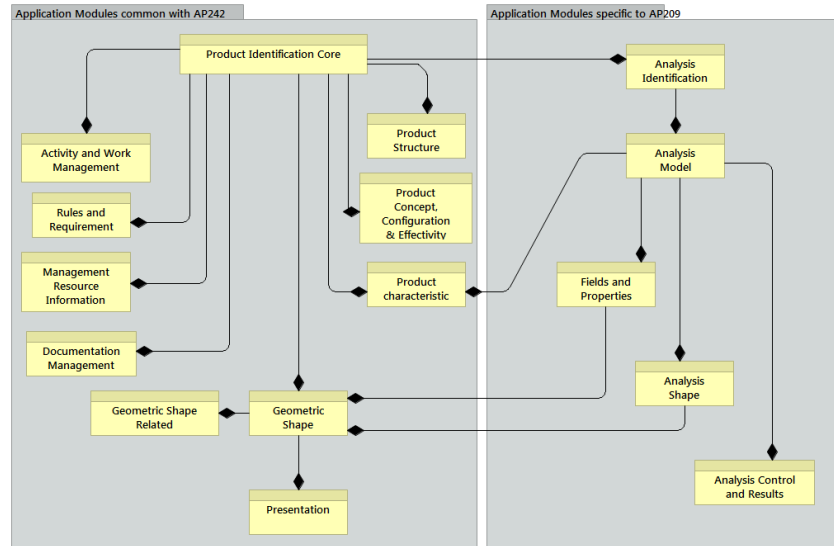 Application Modules common with AP242
Application Modules specific to AP209
Product Identification Core
Analysis
Identification
Activity and Work
Management
Product
Structure
Analysis
Model
Rules and
Requirement
Product
Concept,
Configuration
& Effectivity
Management
Resource
Information
Product
characteristic
Fields and
Properties
Documentation
Management
Analysis
Shape
Geometric Shape
Related
Geometric
Shape
Analysis Control
and Results
Presentation